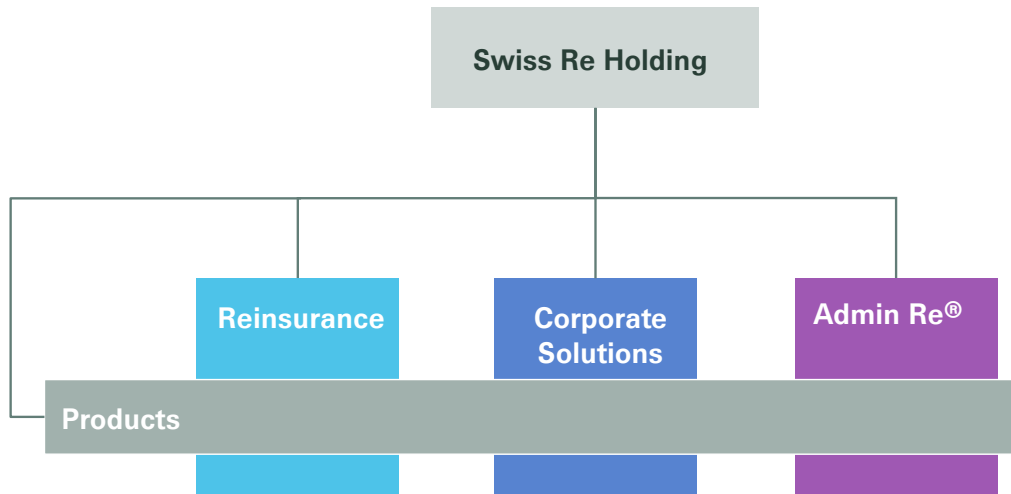 Swiss Re Holding
Reinsurance
Corporate
Solutions
Admin Re®
Products